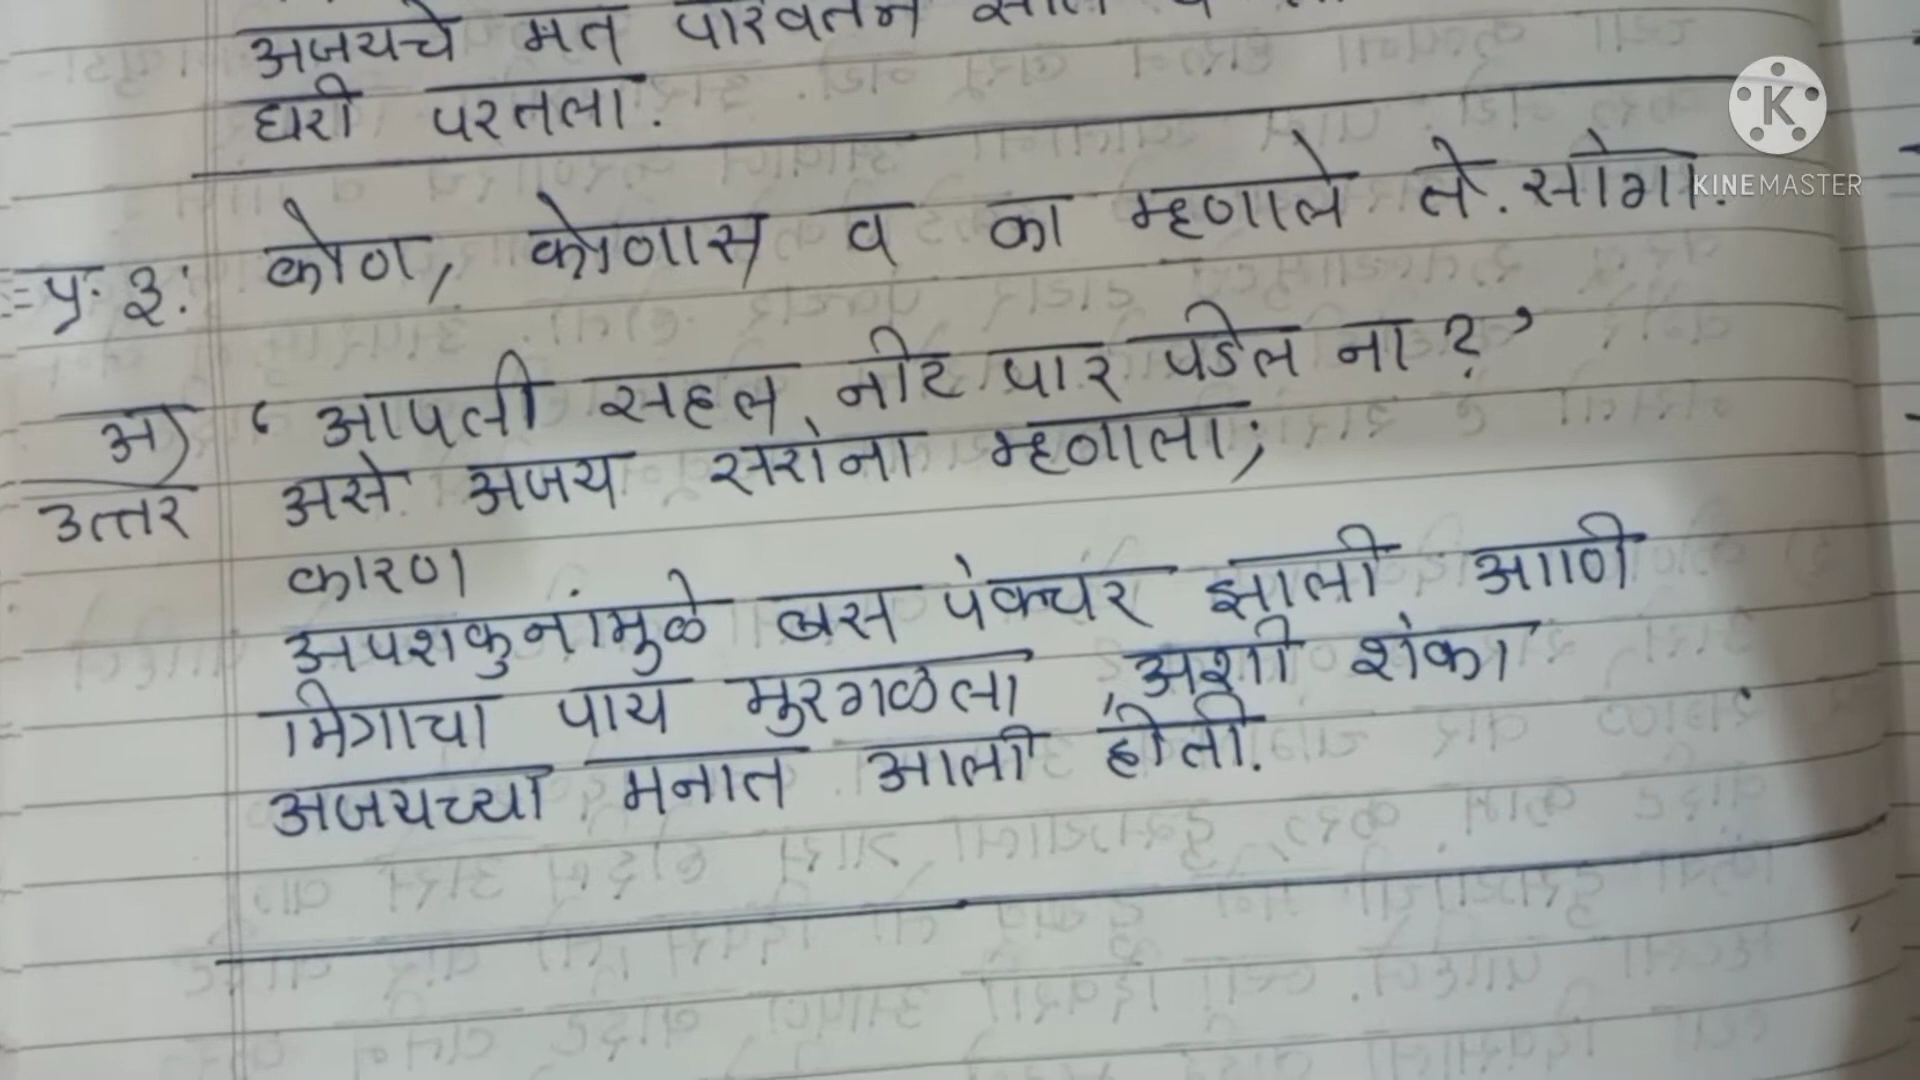 अजयचे मत परिवर्तन
घरी परतला.
प्र. ३: कोण, कोणास व का म्हणाले ते. सांगा.
अ) ‘आपली सहल नीट पार पडेल ना?’
उत्तर असे अजय सरांना म्हणाला;
कारण
अपशकुनांमुळे बस पंक्चर झाली आणि
मिगाचा पाय मुरगळला, अशी शंका
अजयच्या मनात आली होती.
K
KINEMASTER